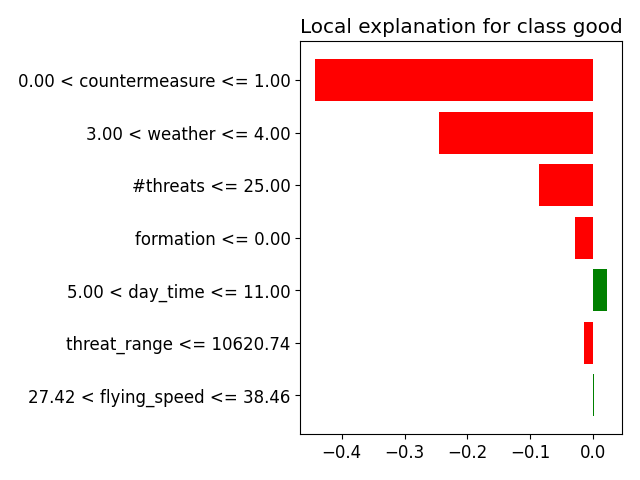 Local explanation for class good
0.00 < countermeasure <= 1.00
3.00 < weather <= 4.00
#threats <= 25.00
formation <= 0.00
5.00 < day_time <= 11.00
threat_range <= 10620.74
27.42 < flying_speed <= 38.46
−0.4 −0.3 −0.2 −0.1 0.0